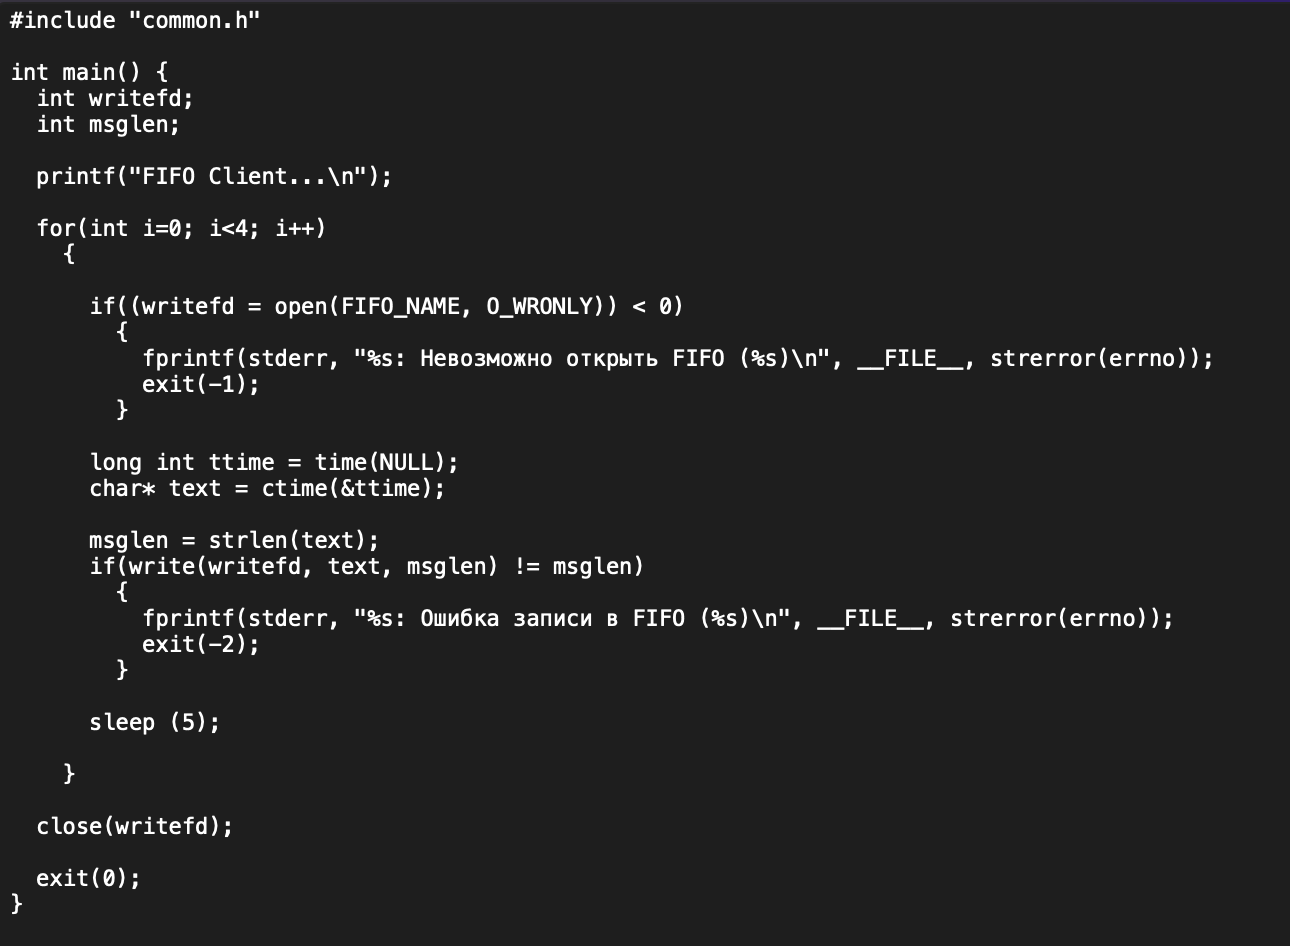 #include "common.h"
int main() {
int writefd;
int msglen;
printf("FIFO Client...\n");
for(int i=0; i<4; i++)
{
if((writefd = open(FIFO_NAME, O_WRONLY)) < 0)
{
fprintf(stderr, "%s: Невозможно открыть FIFO (%s)\n", __FILE__, strerror(errno));
exit(-1);
}
long int ttime = time(NULL);
char* text = ctime(&ttime);
msglen = strlen(text);
if(write(writefd, text, msglen) != msglen)
{
fprintf(stderr, "%s: Ошибка записи в FIFO (%s)\n", __FILE__, strerror(errno));
exit(-2);
}
sleep (5);
}
close(writefd);
exit(0);
}